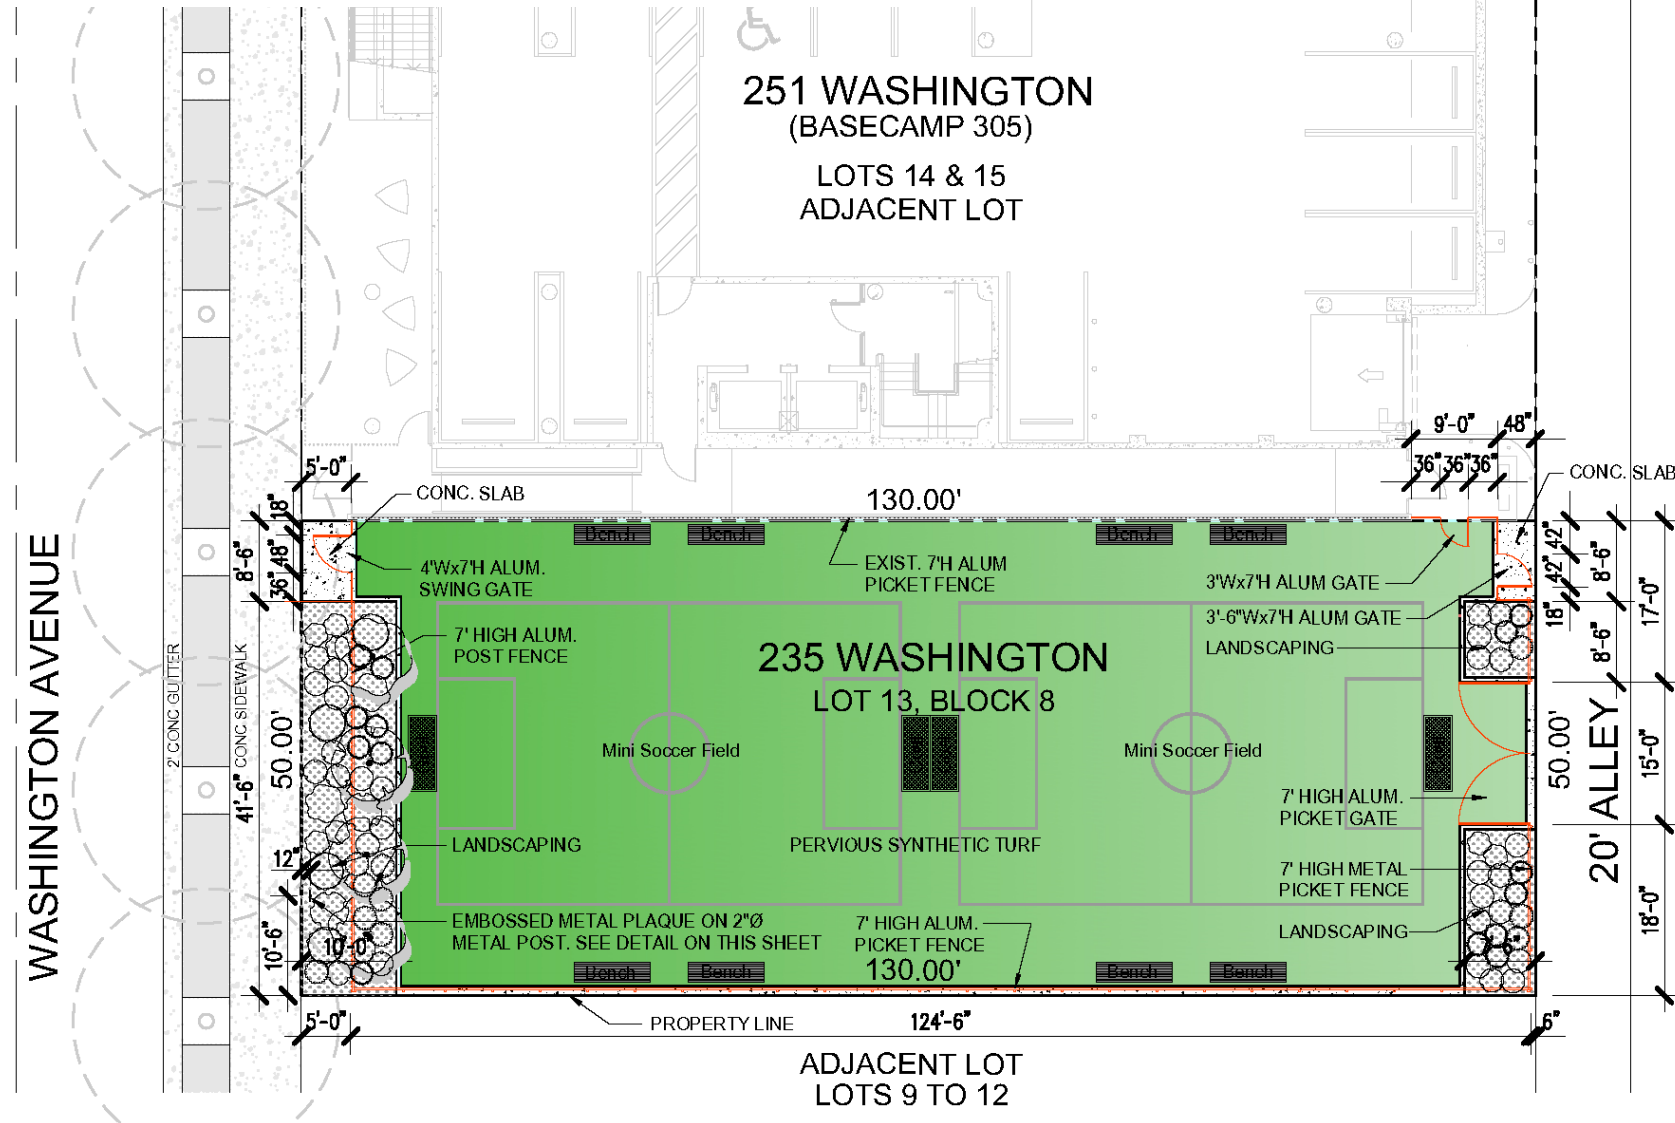 251 WASHINGTON
(BASECAMP 305)
LOTS 14 & 15
ADJACENT LOT
9'-0"
48"
36"
36"
36"
5'-0"
CONC. SLAB
CONC. SLAB
130.00'
18"
48"
36"
8'-6"
Bench
Bench
Bench
Bench
EXIST. 7'H ALUM
PICKET FENCE
4'Wx7'H ALUM.
SWING GATE
3'Wx7'H ALUM GATE
3'-6"Wx7'H ALUM GATE
LANDSCAPING
42"
42"
18"
8'-6"
8'-6"
17'-0"
7' HIGH ALUM.
POST FENCE
235 WASHINGTON
LOT 13, BLOCK 8
Mini Soccer Field
Mini Soccer Field
WASHINGTON AVENUE
2' CONC GUTTER
CONC SIDEWALK
50.00'
41'-6"
50.00'
20' ALLEY
15'-0"
18'-0"
7' HIGH ALUM.
PICKET GATE
LANDSCAPING
PERVIOUS SYNTHETIC TURF
12"
7' HIGH METAL
PICKET FENCE
EMBOSSED METAL PLAQUE ON 2"Ø
METAL POST. SEE DETAIL ON THIS SHEET
7' HIGH ALUM.
PICKET FENCE
LANDSCAPING
10'-6"
10'-0"
7'-6"
Bench
Bench
130.00'
Bench
Bench
5'-0"
PROPERTY LINE
124'-6"
6"
ADJACENT LOT
LOTS 9 TO 12